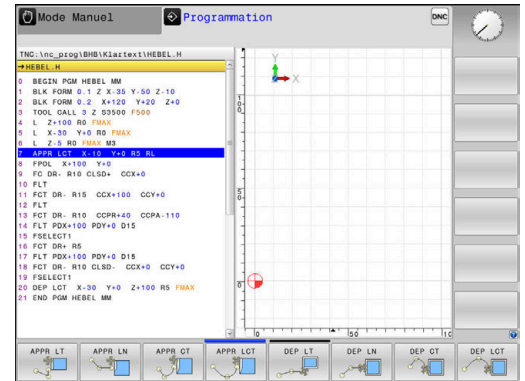 Mode Manuel
Programmation
DNC
TNC:\nc_prog\BHB\Klartext\HEBEL.H
→HEBEL.H
0 BEGIN PGM HEBEL MM
1 BLK FORM 0.1 Z X-35 Y-50 Z-10
2 BLK FORM 0.2 X+120 Y+20 Z+0
3 TOOL CALL 3 Z S3500 F500
4 L Z+100 R0 FMAX
5 L X-30 Y+0 R0 FMAX
6 L Z-5 R0 FMAX M3
7 APPR LCT X-10 Y+0 R5 RL
8 FPOL X+100 Y+0
9 FC DR- R10 CLSD+ CCX+0
10 FLT
11 FCT DR- R15 CCX+100 CCY+0
12 FLT
13 FCT DR- R10 CCPR+40 CCPA-110
14 FLT PDX+100 PDY+0 D15
15 FSELECT1
16 FCT DR+ R5
17 FLT PDX+100 PDY+0 D15
18 FCT DR- R10 CLSD- CCX+0 CCY+0
19 FSELECT1
20 DEP LCT X-30 Y+0 Z+100 R5 FMAX
21 END PGM HEBEL MM
Y
X
100
50
0
0
50
10
APPR LT
APPR LN
APPR CT
APPR LCT
DEP LT
DEP LN
DEP CT
DEP LCT